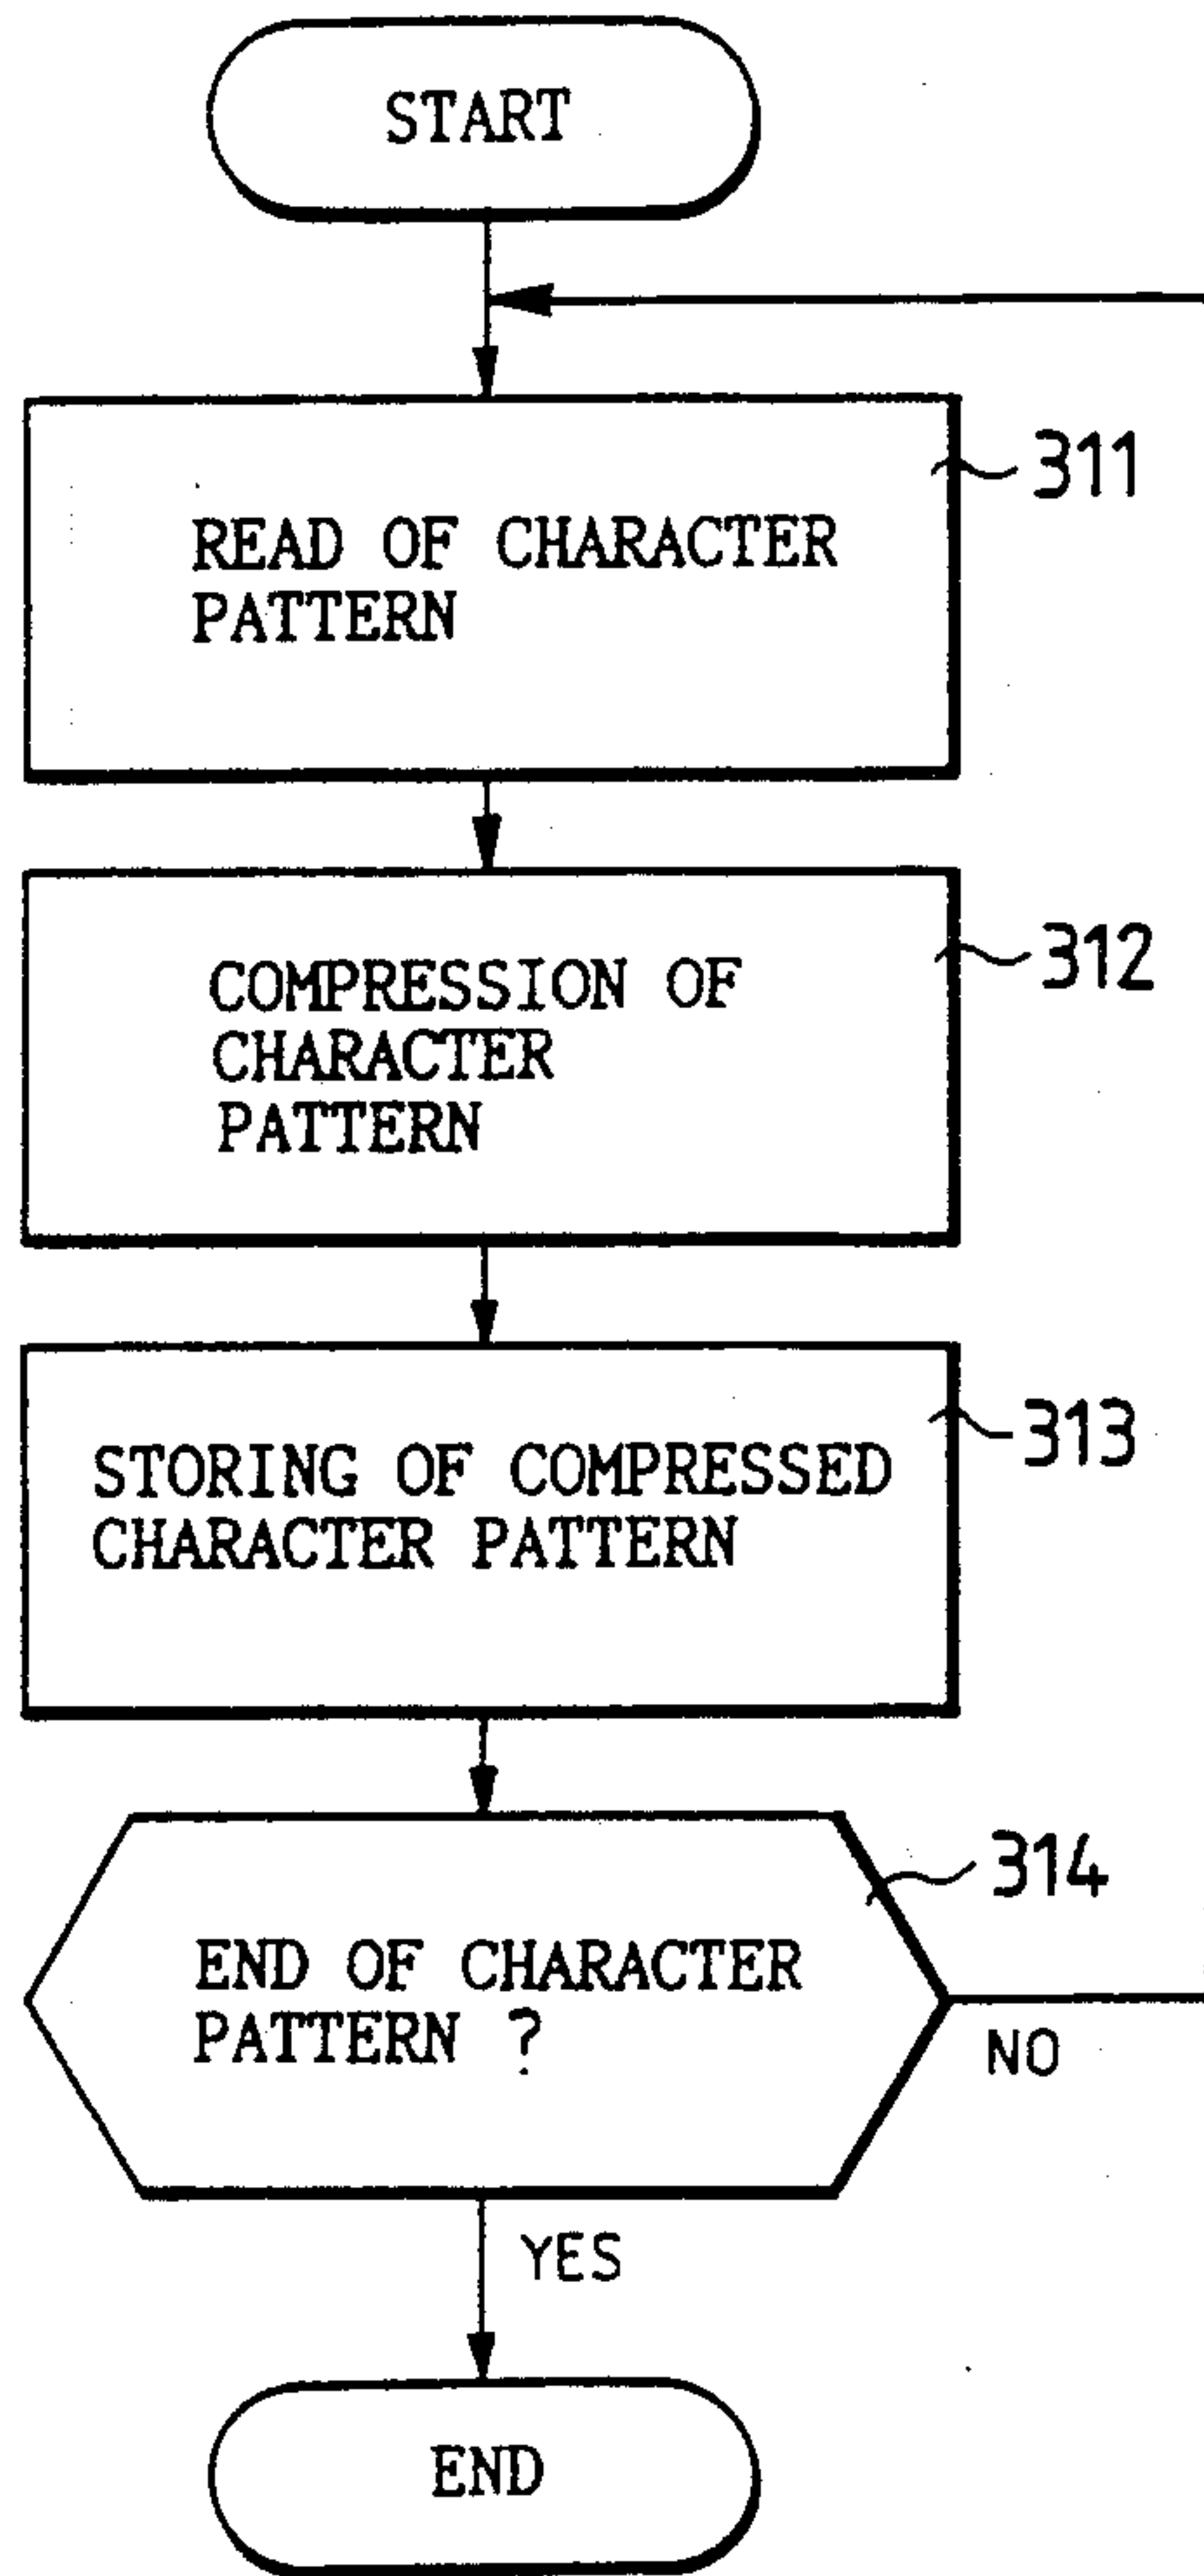 START
311
READ OF CHARACTER
PATTERN
312
COMPRESSION OF
CHARACTER
PATTERN
313
STORING OF COMPRESSED
CHARACTER PATTERN
314
END OF CHARACTER
PATTERN ?
NO
YES
END